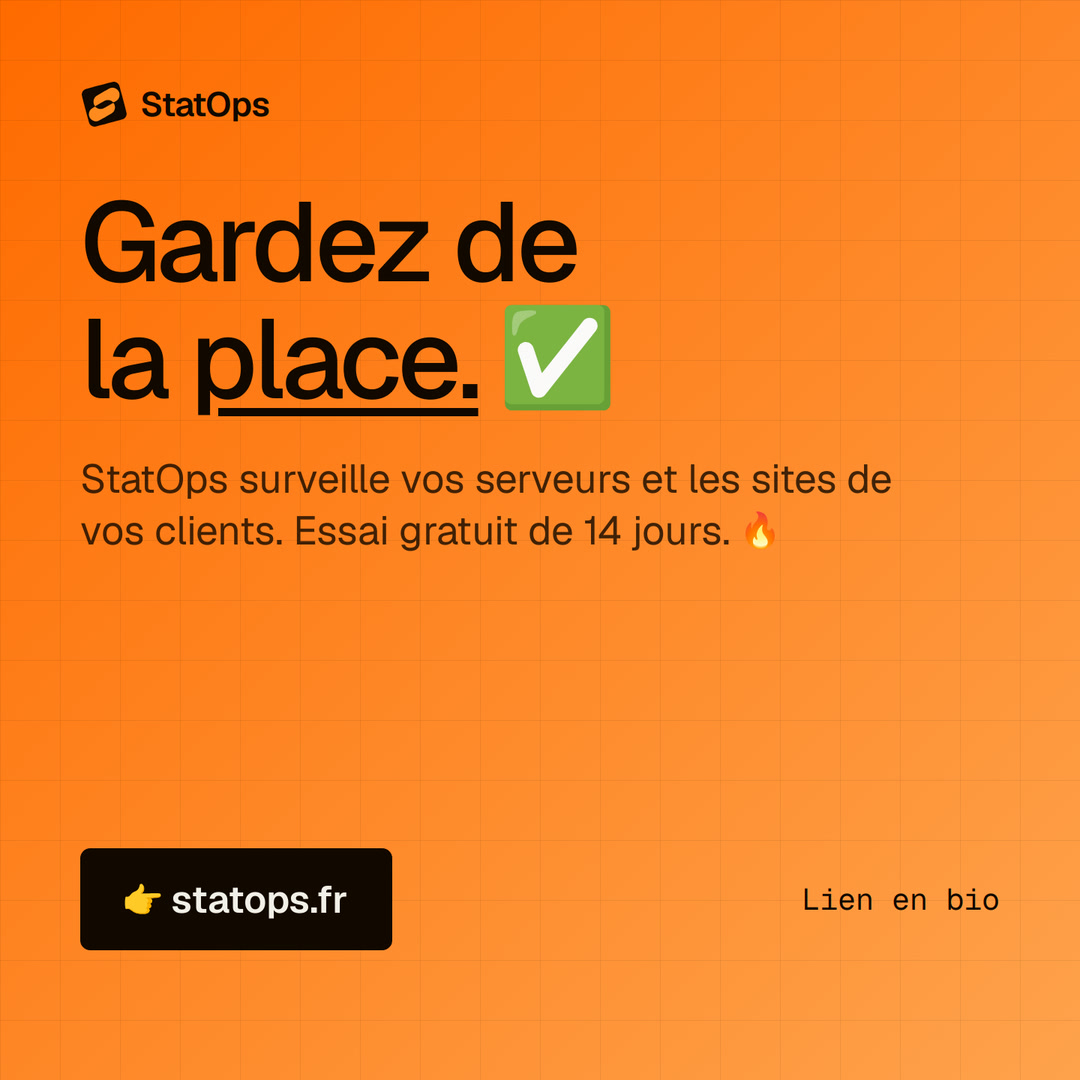 StatOps
Gardez de
la place. ✅
StatOps surveille vos serveurs et les sites de
vos clients. Essai gratuit de 14 jours. 🔥
👉 statops.fr
Lien en bio